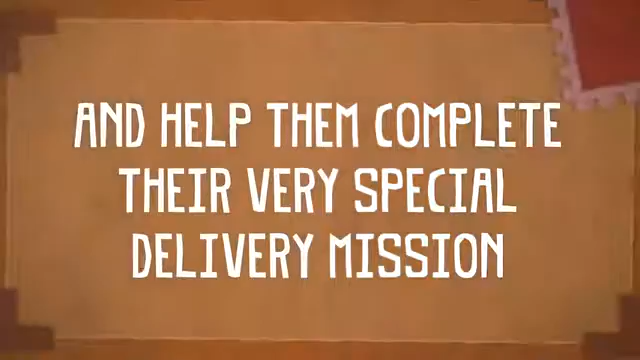 AND HELP THEM COMPLETE
THEIR VERY SPECIAL
DELIVERY MISSION